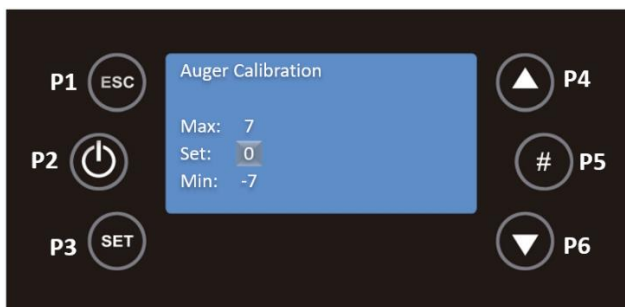 P1 ESC
P2
P3 SET
Auger Calibration
Max: 7
Set: 0
Min: -7
P4
# P5
P6